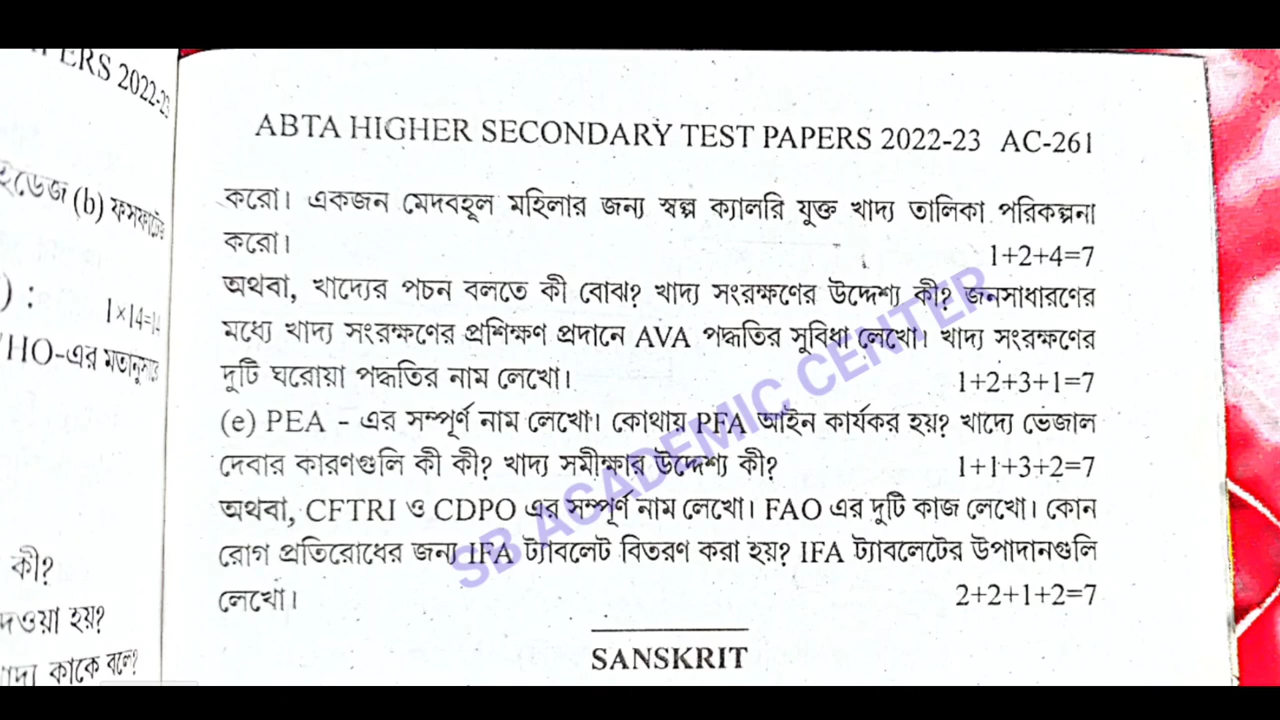 PERS 2022-23
(b) ফসফাটেজ
) :
1×14=14
HO-এর মতানুসারে
কী?
দেওয়া হয়?
খাদ্য কাকে বলে?
ABTA HIGHER SECONDARY TEST PAPERS 2022-23 AC-261
করো। একজন মেদবহুল মহিলার জন্য স্বল্প ক্যালরি যুক্ত খাদ্য তালিকা পরিকল্পনা
করো। 1+2+4=7
অথবা, খাদ্যের পচন বলতে কী বোঝ? খাদ্য সংরক্ষণের উদ্দেশ্য কী? জনসাধারণের
মধ্যে খাদ্য সংরক্ষণের প্রশিক্ষণ প্রদানে AVA পদ্ধতির সুবিধা লেখো। খাদ্য সংরক্ষণের
দুটি ঘরোয়া পদ্ধতির নাম লেখো। 1+2+3+1=7
(e) PEA - এর সম্পূর্ণ নাম লেখো। কোথায় PFA আইন কার্যকর হয়? খাদ্যে ভেজাল
দেবার কারণগুলি কী কী? খাদ্য সমীক্ষার উদ্দেশ্য কী? 1+1+3+2=7
অথবা, CFTRI ও CDPO এর সম্পূর্ণ নাম লেখো। FAO এর দুটি কাজ লেখো। কোন
রোগ প্রতিরোধের জন্য IFA ট্যাবলেট বিতরণ করা হয়? IFA ট্যাবলেটের উপাদানগুলি
লেখো। 2+2+1+2=7
SANSKRIT
SB ACADEMIC CENTER